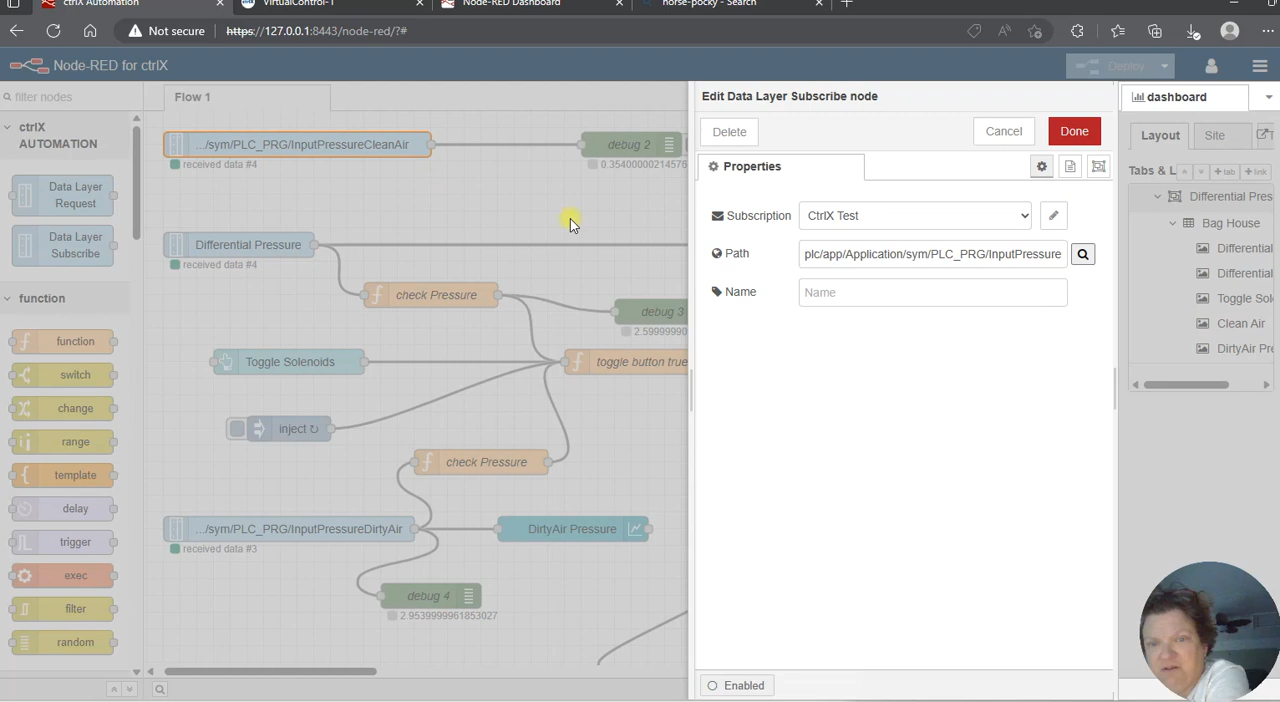 ctrlX Automation
VirtualControl-1
Node-RED Dashboard
horse-pocky - Search
Not secure
https://127.0.0.1:8443/node-red/?#
Node-RED for ctrlX
Deploy
filter nodes
Flow 1
Edit Data Layer Subscribe node
dashboard
ctrlX
AUTOMATION
Delete
Cancel
Done
Layout
Site
.../sym/PLC_PRG/InputPressureCleanAir
debug 2
received data #4
0.35400000214576
Properties
Tabs & L
tab
link
Data Layer
Request
Differential Pres
Subscription
CtrlX Test
Bag House
Data Layer
Subscribe
Differential Pressure
received data #4
Path
plc/app/Application/sym/PLC_PRG/InputPressure
Differential
Differential
function
check Pressure
debug 3
2.59999990
Name
Name
Toggle Sol
Clean Air
function
Toggle Solenoids
toggle button true
DirtyAir Pre
switch
change
inject ↻
range
check Pressure
template
delay
.../sym/PLC_PRG/InputPressureDirtyAir
DirtyAir Pressure
received data #3
trigger
exec
debug 4
2.9539999961853027
filter
random
Enabled